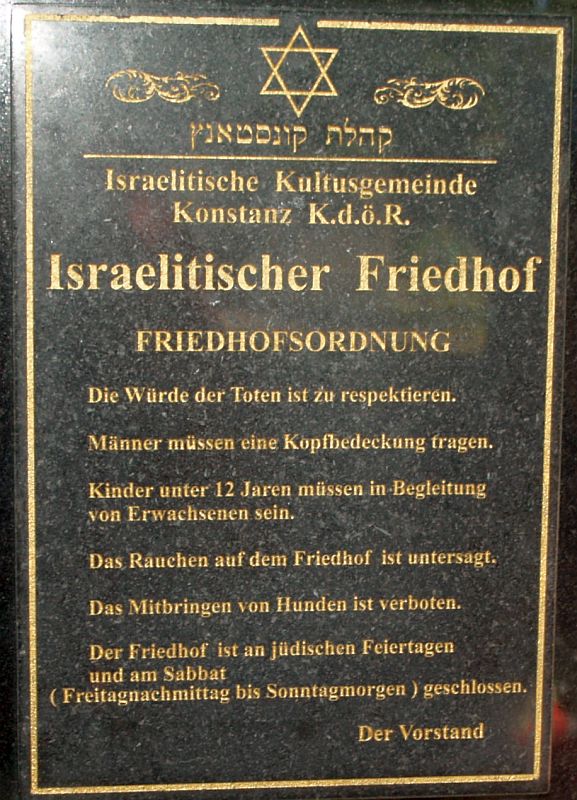 קהלת קונסטאנץ
Israelitische Kultusgemeinde
Konstanz K.d.ö.R.
Israelitischer Friedhof
FRIEDHOFSORDNUNG
Die Würde der Toten ist zu respektieren.
Männer müssen eine Kopfbedeckung tragen.
Kinder unter 12 Jaren müssen in Begleitung
von Erwachsenen sein.
Das Rauchen auf dem Friedhof ist untersagt.
Das Mitbringen von Hunden ist verboten.
Der Friedhof ist an jüdischen Feiertagen
und am Sabbat
( Freitagnachmittag bis Sonntagmorgen ) geschlossen.
Der Vorstand